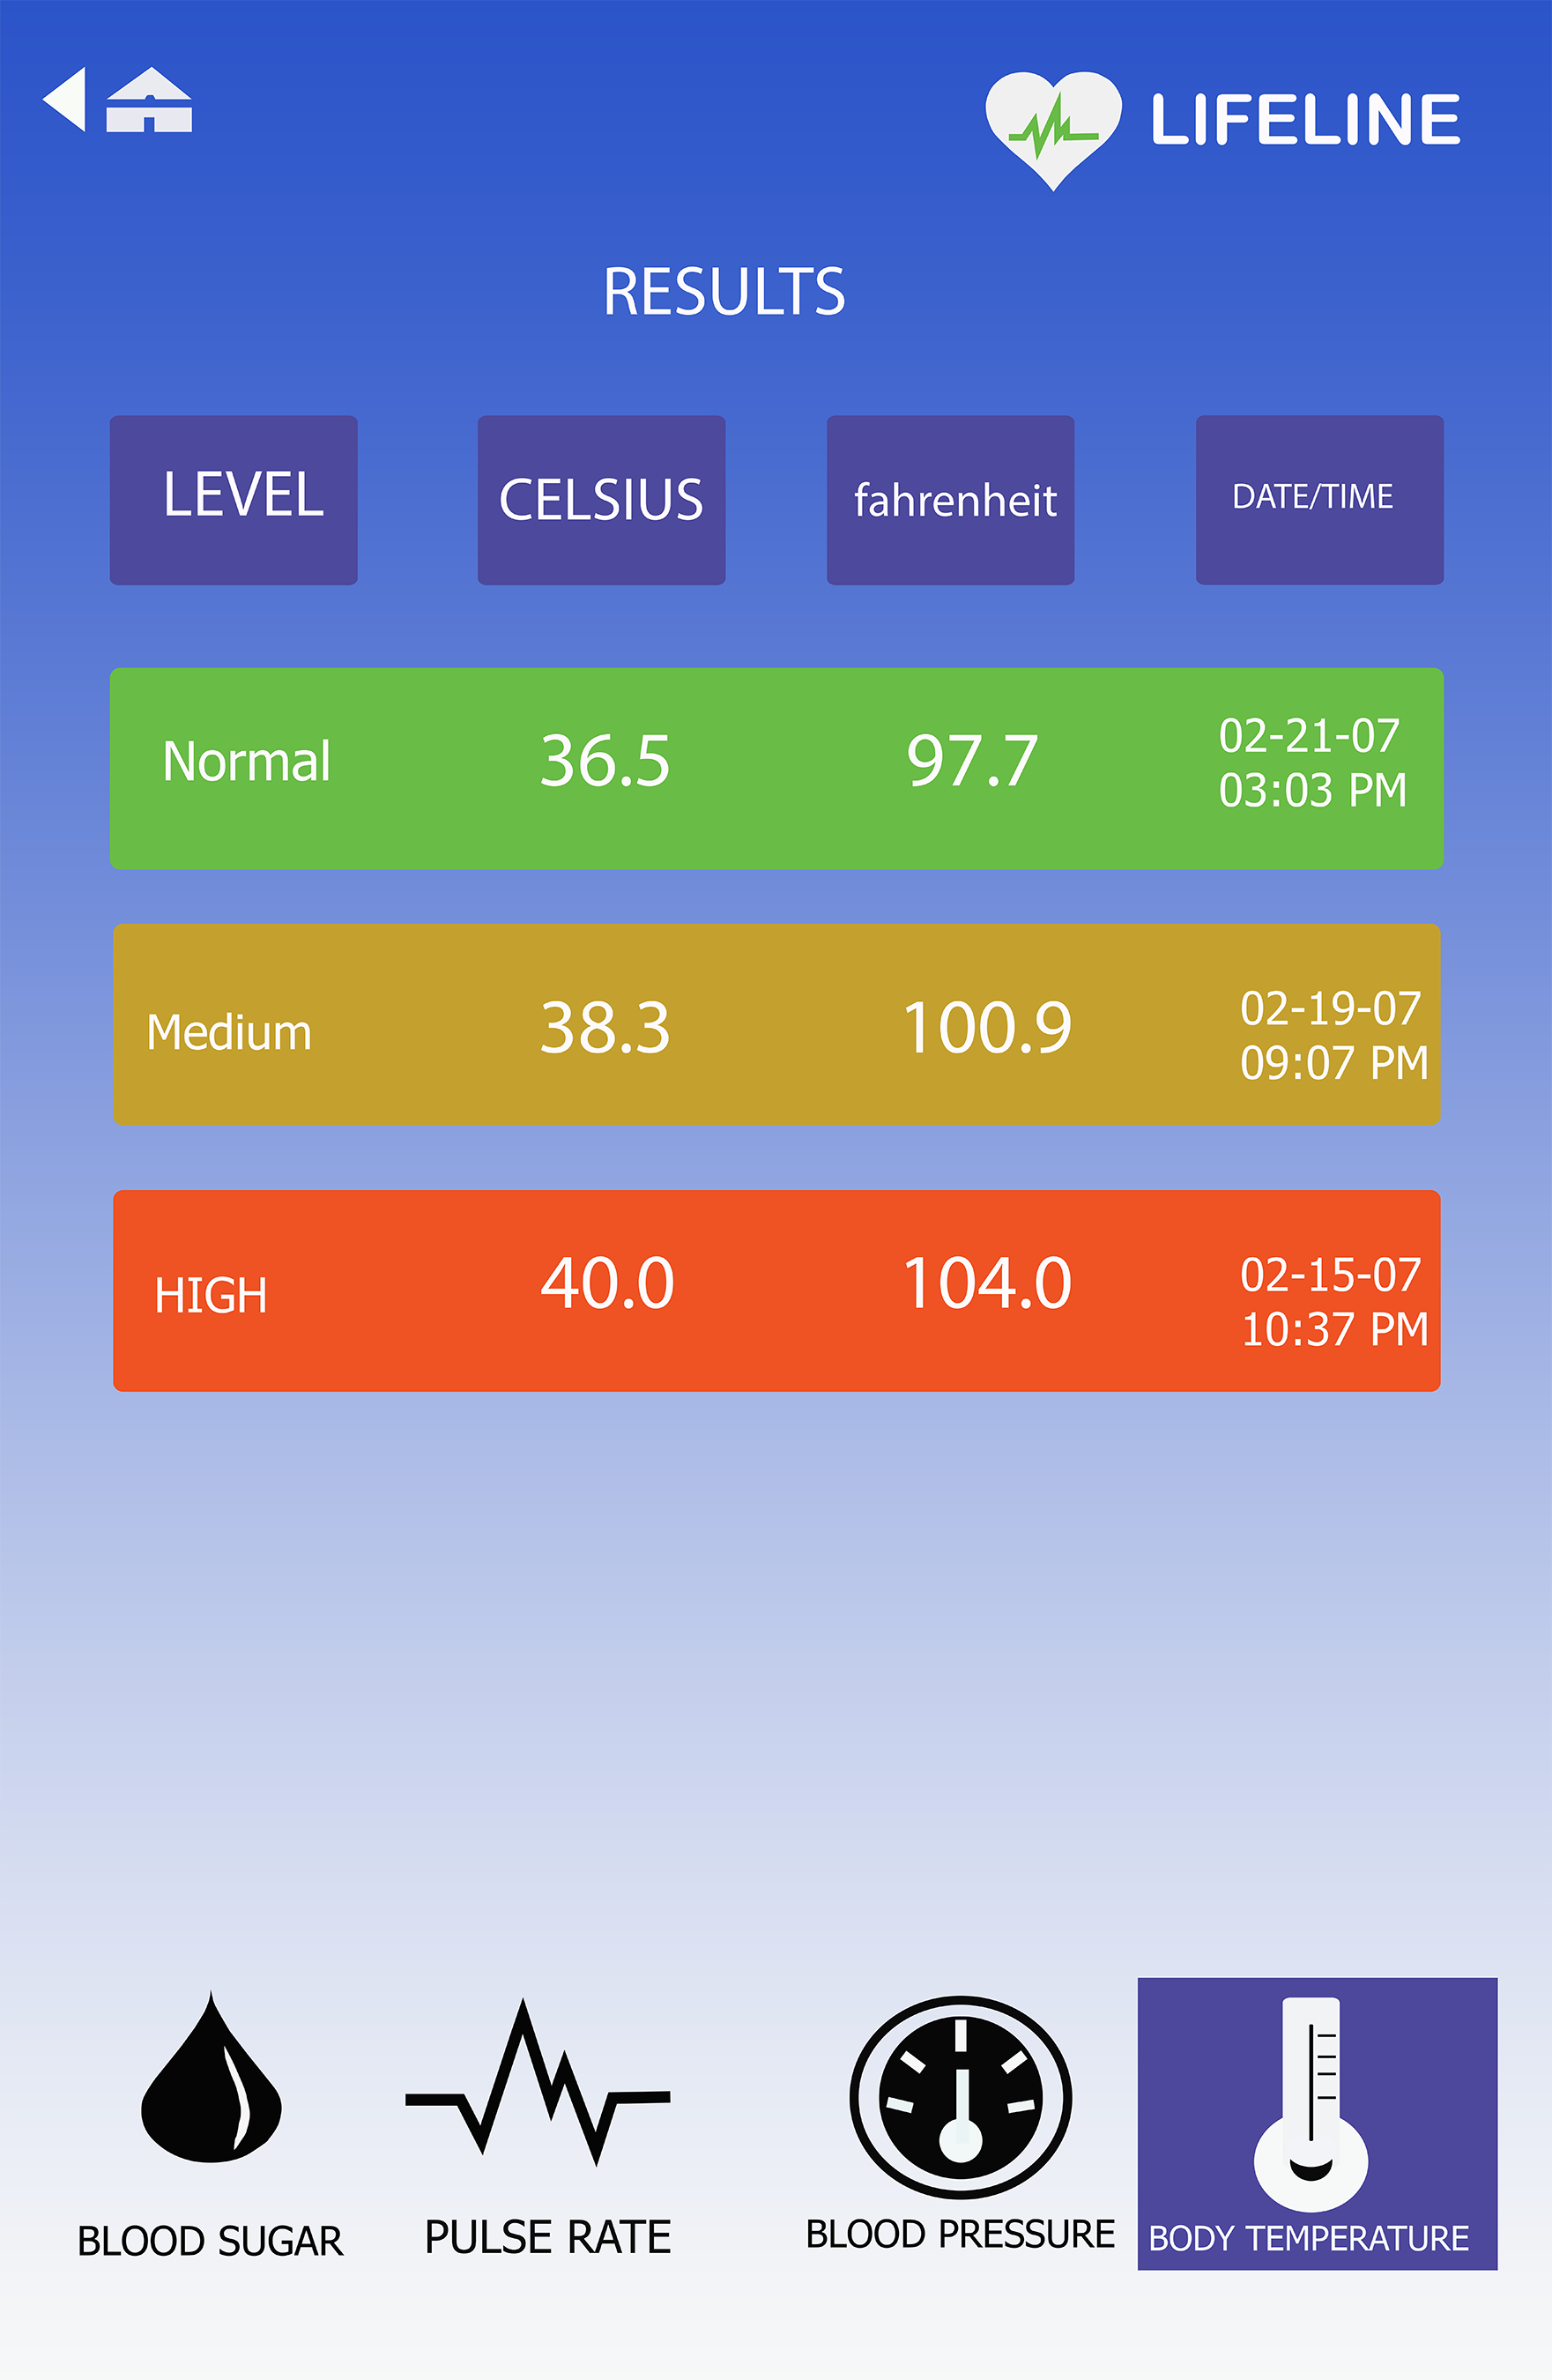 LIFELINE
RESULTS
LEVEL CELSIUS fahrenheit DATE/TIME
Normal 36.5 97.7 02-21-07
03:03 PM
Medium 38.3 100.9 02-19-07
09:07 PM
HIGH 40.0 104.0 02-15-07
10:37 PM
BLOOD SUGAR PULSE RATE BLOOD PRESSURE BODY TEMPERATURE